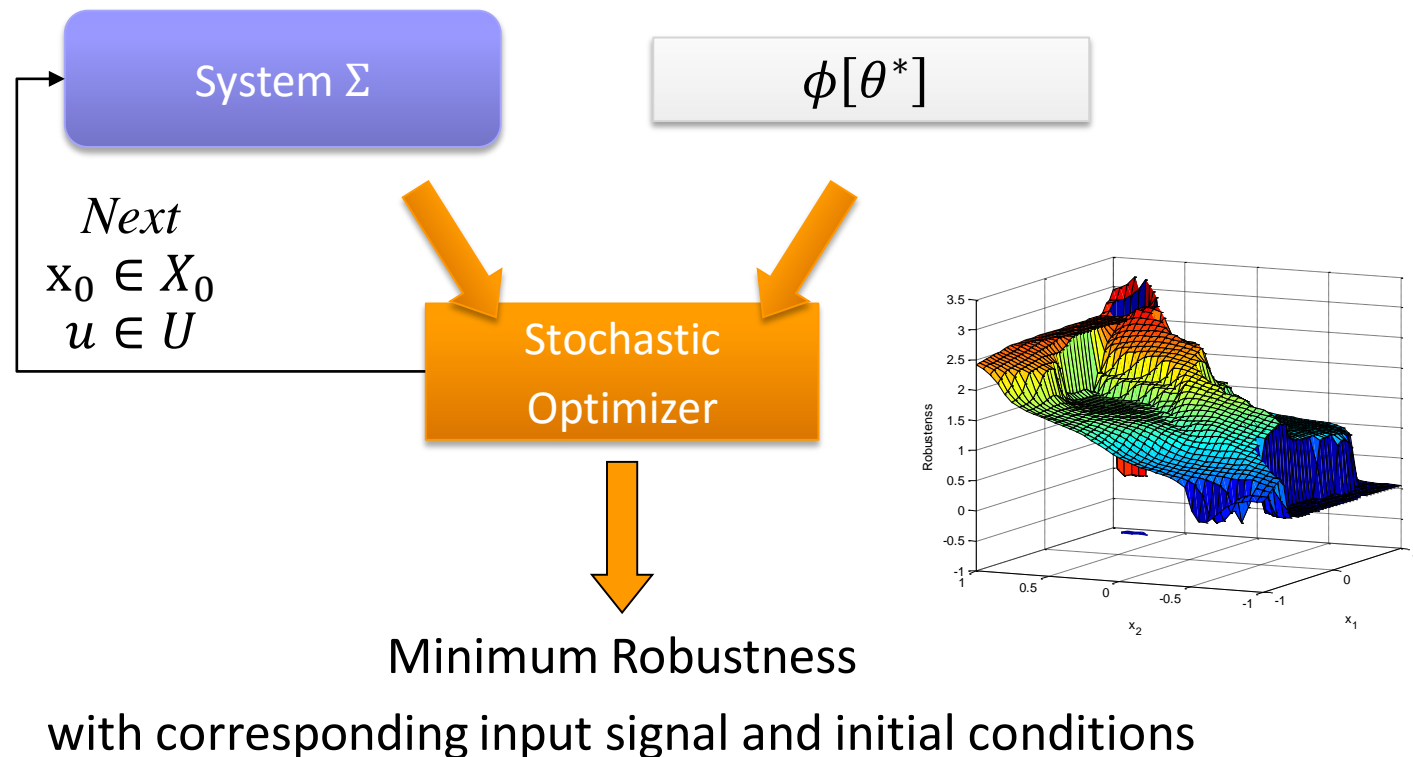 System Σ
ϕ[θ*]
Next
x₀ ∈ X₀
u ∈ U
Stochastic
Optimizer
3.5
3
2.5
2
1.5
1
0.5
0
-0.5
-1
Robustenss
1
0.5
0
-0.5
-1
x₂
-1
0
x₁
Minimum Robustness
with corresponding input signal and initial conditions